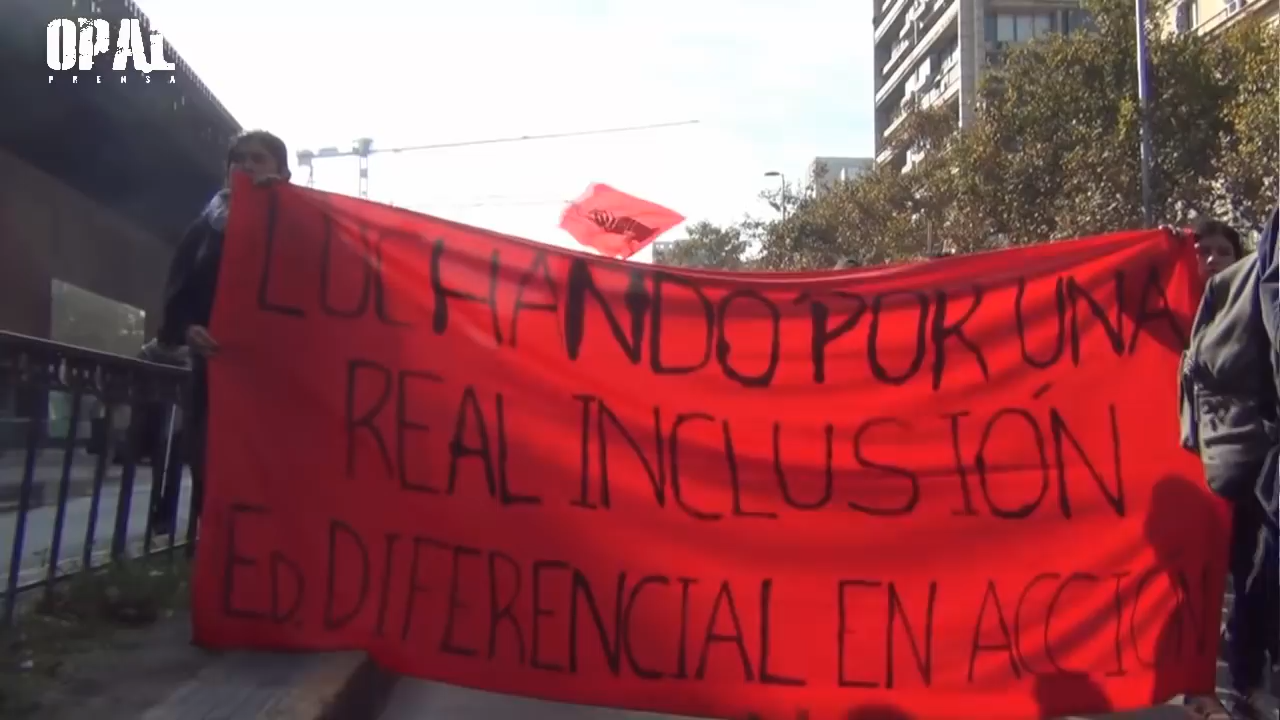 OPAL
PRENSA
LUCHANDO POR UNA
REAL INCLUSIÓN
ED. DIFERENCIAL EN ACCIÓN